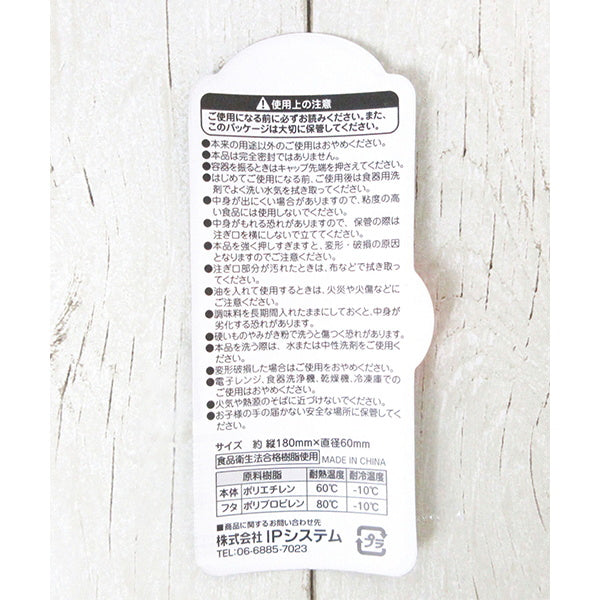 ⚠使用上の注意
ご使用になる前に必ずお読みください。また、
このパッケージは大切に保管してください。
●本来の用途以外のご使用はおやめください。
●本品は完全密封ではありません。
●容器を振るときはキャップ先端を押さえてください。
●はじめてご使用になる前、ご使用後は食器用洗
剤でよく洗い水気を拭き取ってください。
●中身が出にくい場合がありますので、粘度の高
い食品には使用しないでください。
●中身がもれる恐れがありますので、保管の際は
注ぎ口を横にしないで立ててください。
●本品を強く押しすぎますと、変形・破損の原因
となりますのでご注意ください。
●注ぎ口部分が汚れたときは、布などで拭き取っ
てください。
●油を入れて使用するときは、火災や火傷などに
ご注意ください。
●調味料を長期間入れたままにしておくと、中身が
劣化する恐れがあります。
●硬いものやみがき粉で洗うと傷つく恐れがあります。
●本品を洗う際は、水または中性洗剤をご使用く
ださい。
●変形破損した場合はご使用をおやめください。
●電子レンジ、食器洗浄機、乾燥機、冷凍庫での
ご使用はおやめください。
●火気や熱源のそばに近づけないでください。
●お子様の手の届かない安全な場所に保管してく
ださい。
サイズ 約 縦180mm×直径60mm
食品衛生法合格樹脂使用 MADE IN CHINA
原料樹脂 耐熱温度 耐冷温度
本体 ポリエチレン 60℃ -10℃
フタ ポリプロピレン 80℃ -10℃
■商品に関するお問い合わせ先
株式会社 IPシステム
TEL:06-6885-7023
プラ